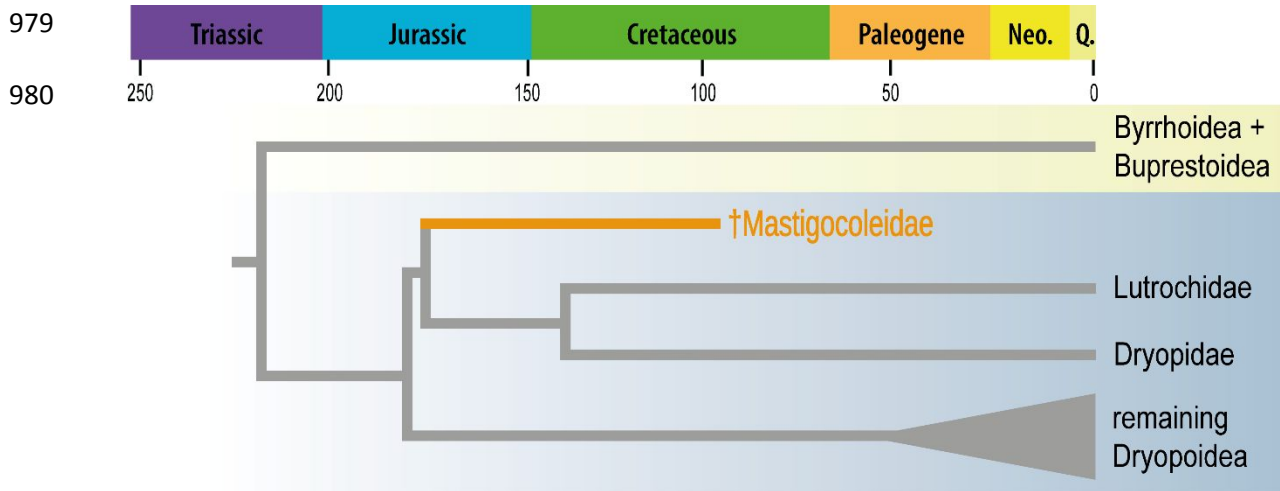 979
Triassic Jurassic Cretaceous Paleogene Neo. Q.
980
250 200 150 100 50 0
Byrrhoidea +
Buprestoidea
†Mastigocoleidae
Lutrochidae
Dryopidae
remaining
Dryopoidea